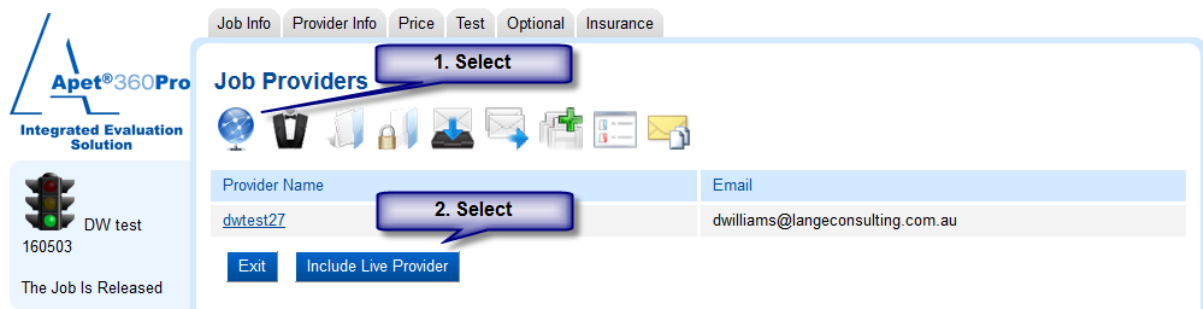 Job Info Provider Info Price Test Optional Insurance
Apet®360Pro
Integrated Evaluation
Solution
Job Providers
1. Select
Provider Name Email
dwtest27 dwilliams@langeconsulting.com.au
2. Select
Exit Include Live Provider
DW test
160503
The Job Is Released